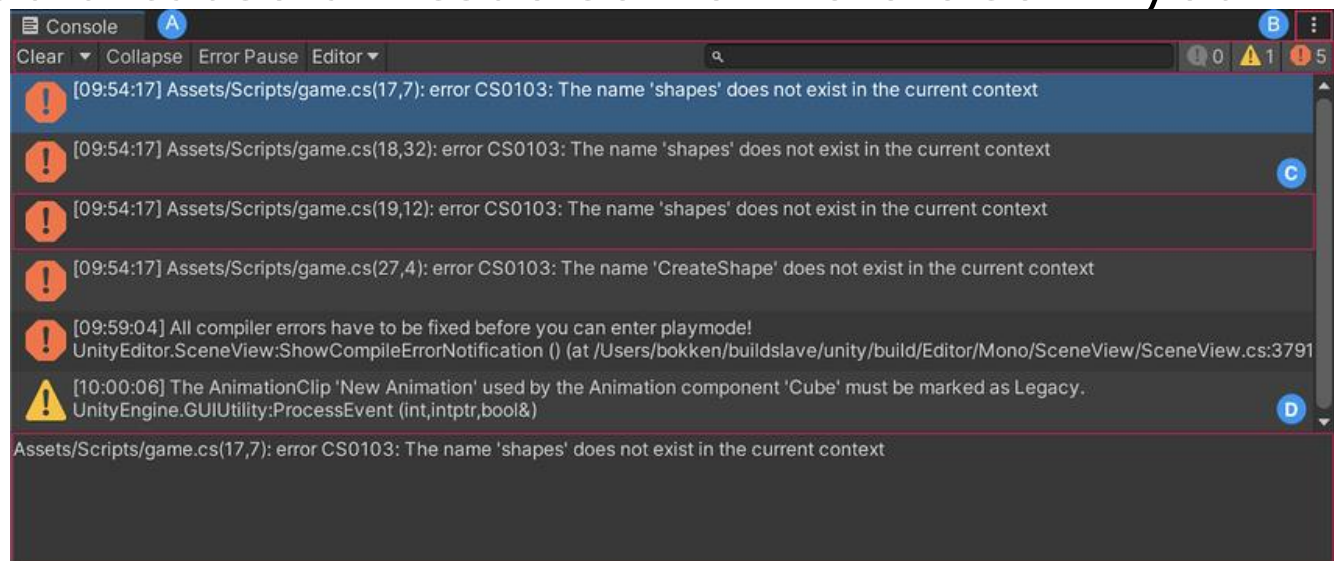 Console
A
B
Clear
Collapse
Error Pause
Editor
0
1
5
[09:54:17] Assets/Scripts/game.cs(17,7): error CS0103: The name 'shapes' does not exist in the current context
[09:54:17] Assets/Scripts/game.cs(18,32): error CS0103: The name 'shapes' does not exist in the current context
C
[09:54:17] Assets/Scripts/game.cs(19,12): error CS0103: The name 'shapes' does not exist in the current context
[09:54:17] Assets/Scripts/game.cs(27,4): error CS0103: The name 'CreateShape' does not exist in the current context
[09:59:04] All compiler errors have to be fixed before you can enter playmode!
UnityEditor.SceneView:ShowCompileErrorNotification () (at /Users/bokken/buildslave/unity/build/Editor/Mono/SceneView/SceneView.cs:3791
[10:00:06] The AnimationClip 'New Animation' used by the Animation component 'Cube' must be marked as Legacy.
UnityEngine.GUIUtility:ProcessEvent (int,intptr,bool&)
D
Assets/Scripts/game.cs(17,7): error CS0103: The name 'shapes' does not exist in the current context